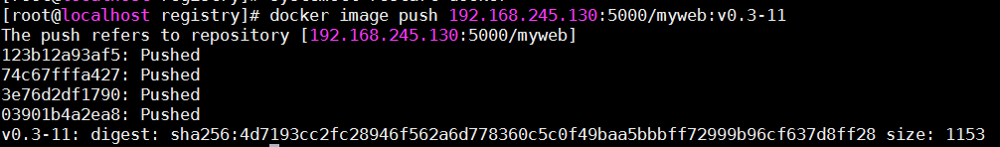 [root@localhost registry]# docker image push 192.168.245.130:5000/myweb:v0.3-11
The push refers to repository [192.168.245.130:5000/myweb]
123b12a93af5: Pushed
74c67fffa427: Pushed
3e76d2df1790: Pushed
03901b4a2ea8: Pushed
v0.3-11: digest: sha256:4d7193cc2fc28946f562a6d778360c5c0f49baa5bbbff72999b96cf637d8ff28 size: 1153